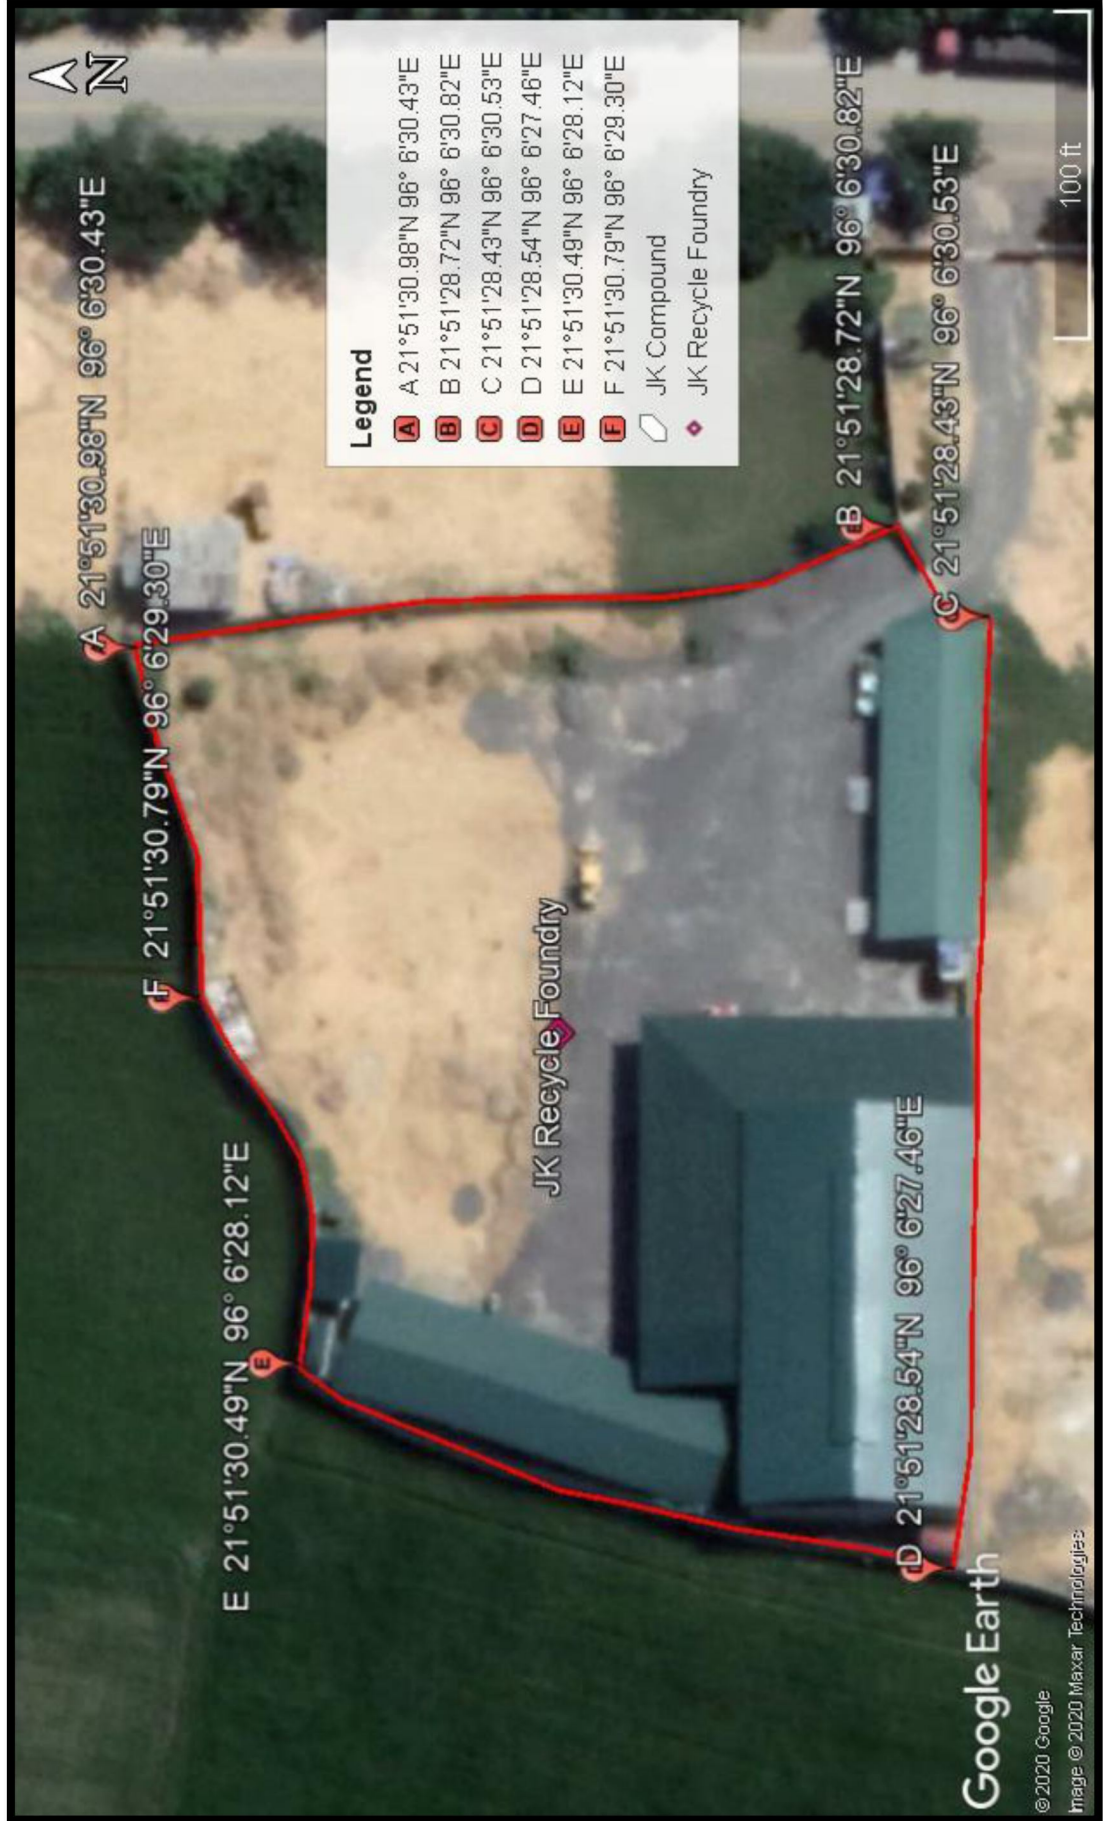 N
A 21°51'30.98"N 96° 6'30.43"E
F 21°51'30.79"N 96° 6'29.30"E
E 21°51'30.49"N 96° 6'28.12"E
E
JK Recycle Foundry
Legend
A A 21°51'30.98"N 96° 6'30.43"E
B B 21°51'28.72"N 96° 6'30.82"E
C C 21°51'28.43"N 96° 6'30.53"E
D D 21°51'28.54"N 96° 6'27.46"E
E E 21°51'30.49"N 96° 6'28.12"E
F F 21°51'30.79"N 96° 6'29.30"E
JK Compound
JK Recycle Foundry
B 21°51'28.72"N 96° 6'30.82"E
C 21°51'28.43"N 96° 6'30.53"E
D 21°51'28.54"N 96° 6'27.46"E
Google Earth
© 2020 Google
Image © 2020 Maxar Technologies
100 ft